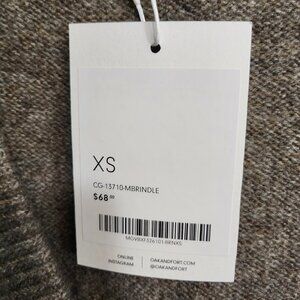 XS
CG-13710-MBRINDLE
$68.00
ONLINE OAKANDFORT.COM
INSTAGRAM @OAKANDFORT